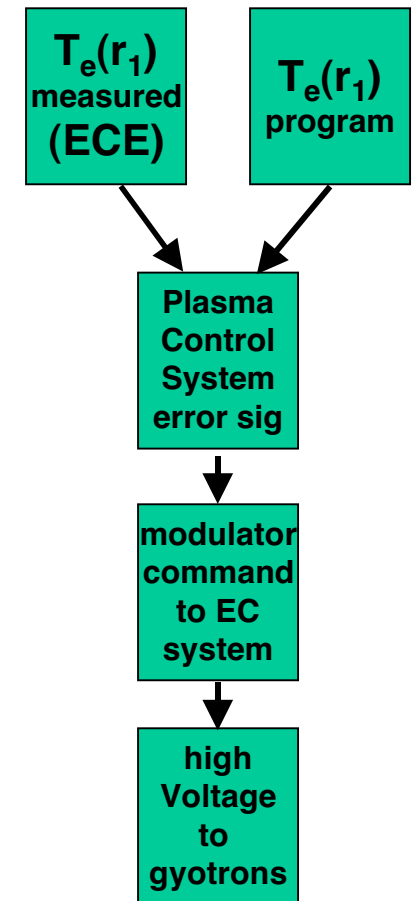 Te(r1)
measured
(ECE)
Te(r1)
program
Plasma
Control
System
error sig
modulator
command
to EC
system
high
Voltage
to
gyotrons